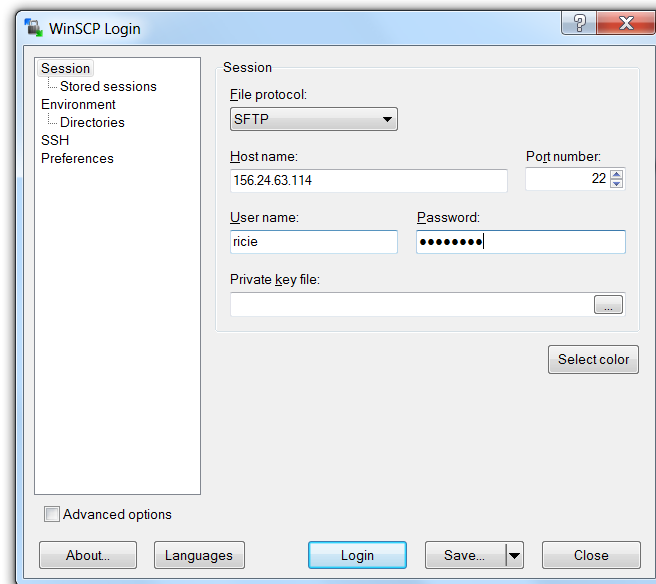 WinSCP Login
Session
Stored sessions
Environment
Directories
SSH
Preferences
Session
File protocol:
SFTP
Host name:
Port number:
156.24.63.114
22
User name:
Password:
ricie
●●●●●●●●
Private key file:
...
Select color
Advanced options
About...
Languages
Login
Save...
Close